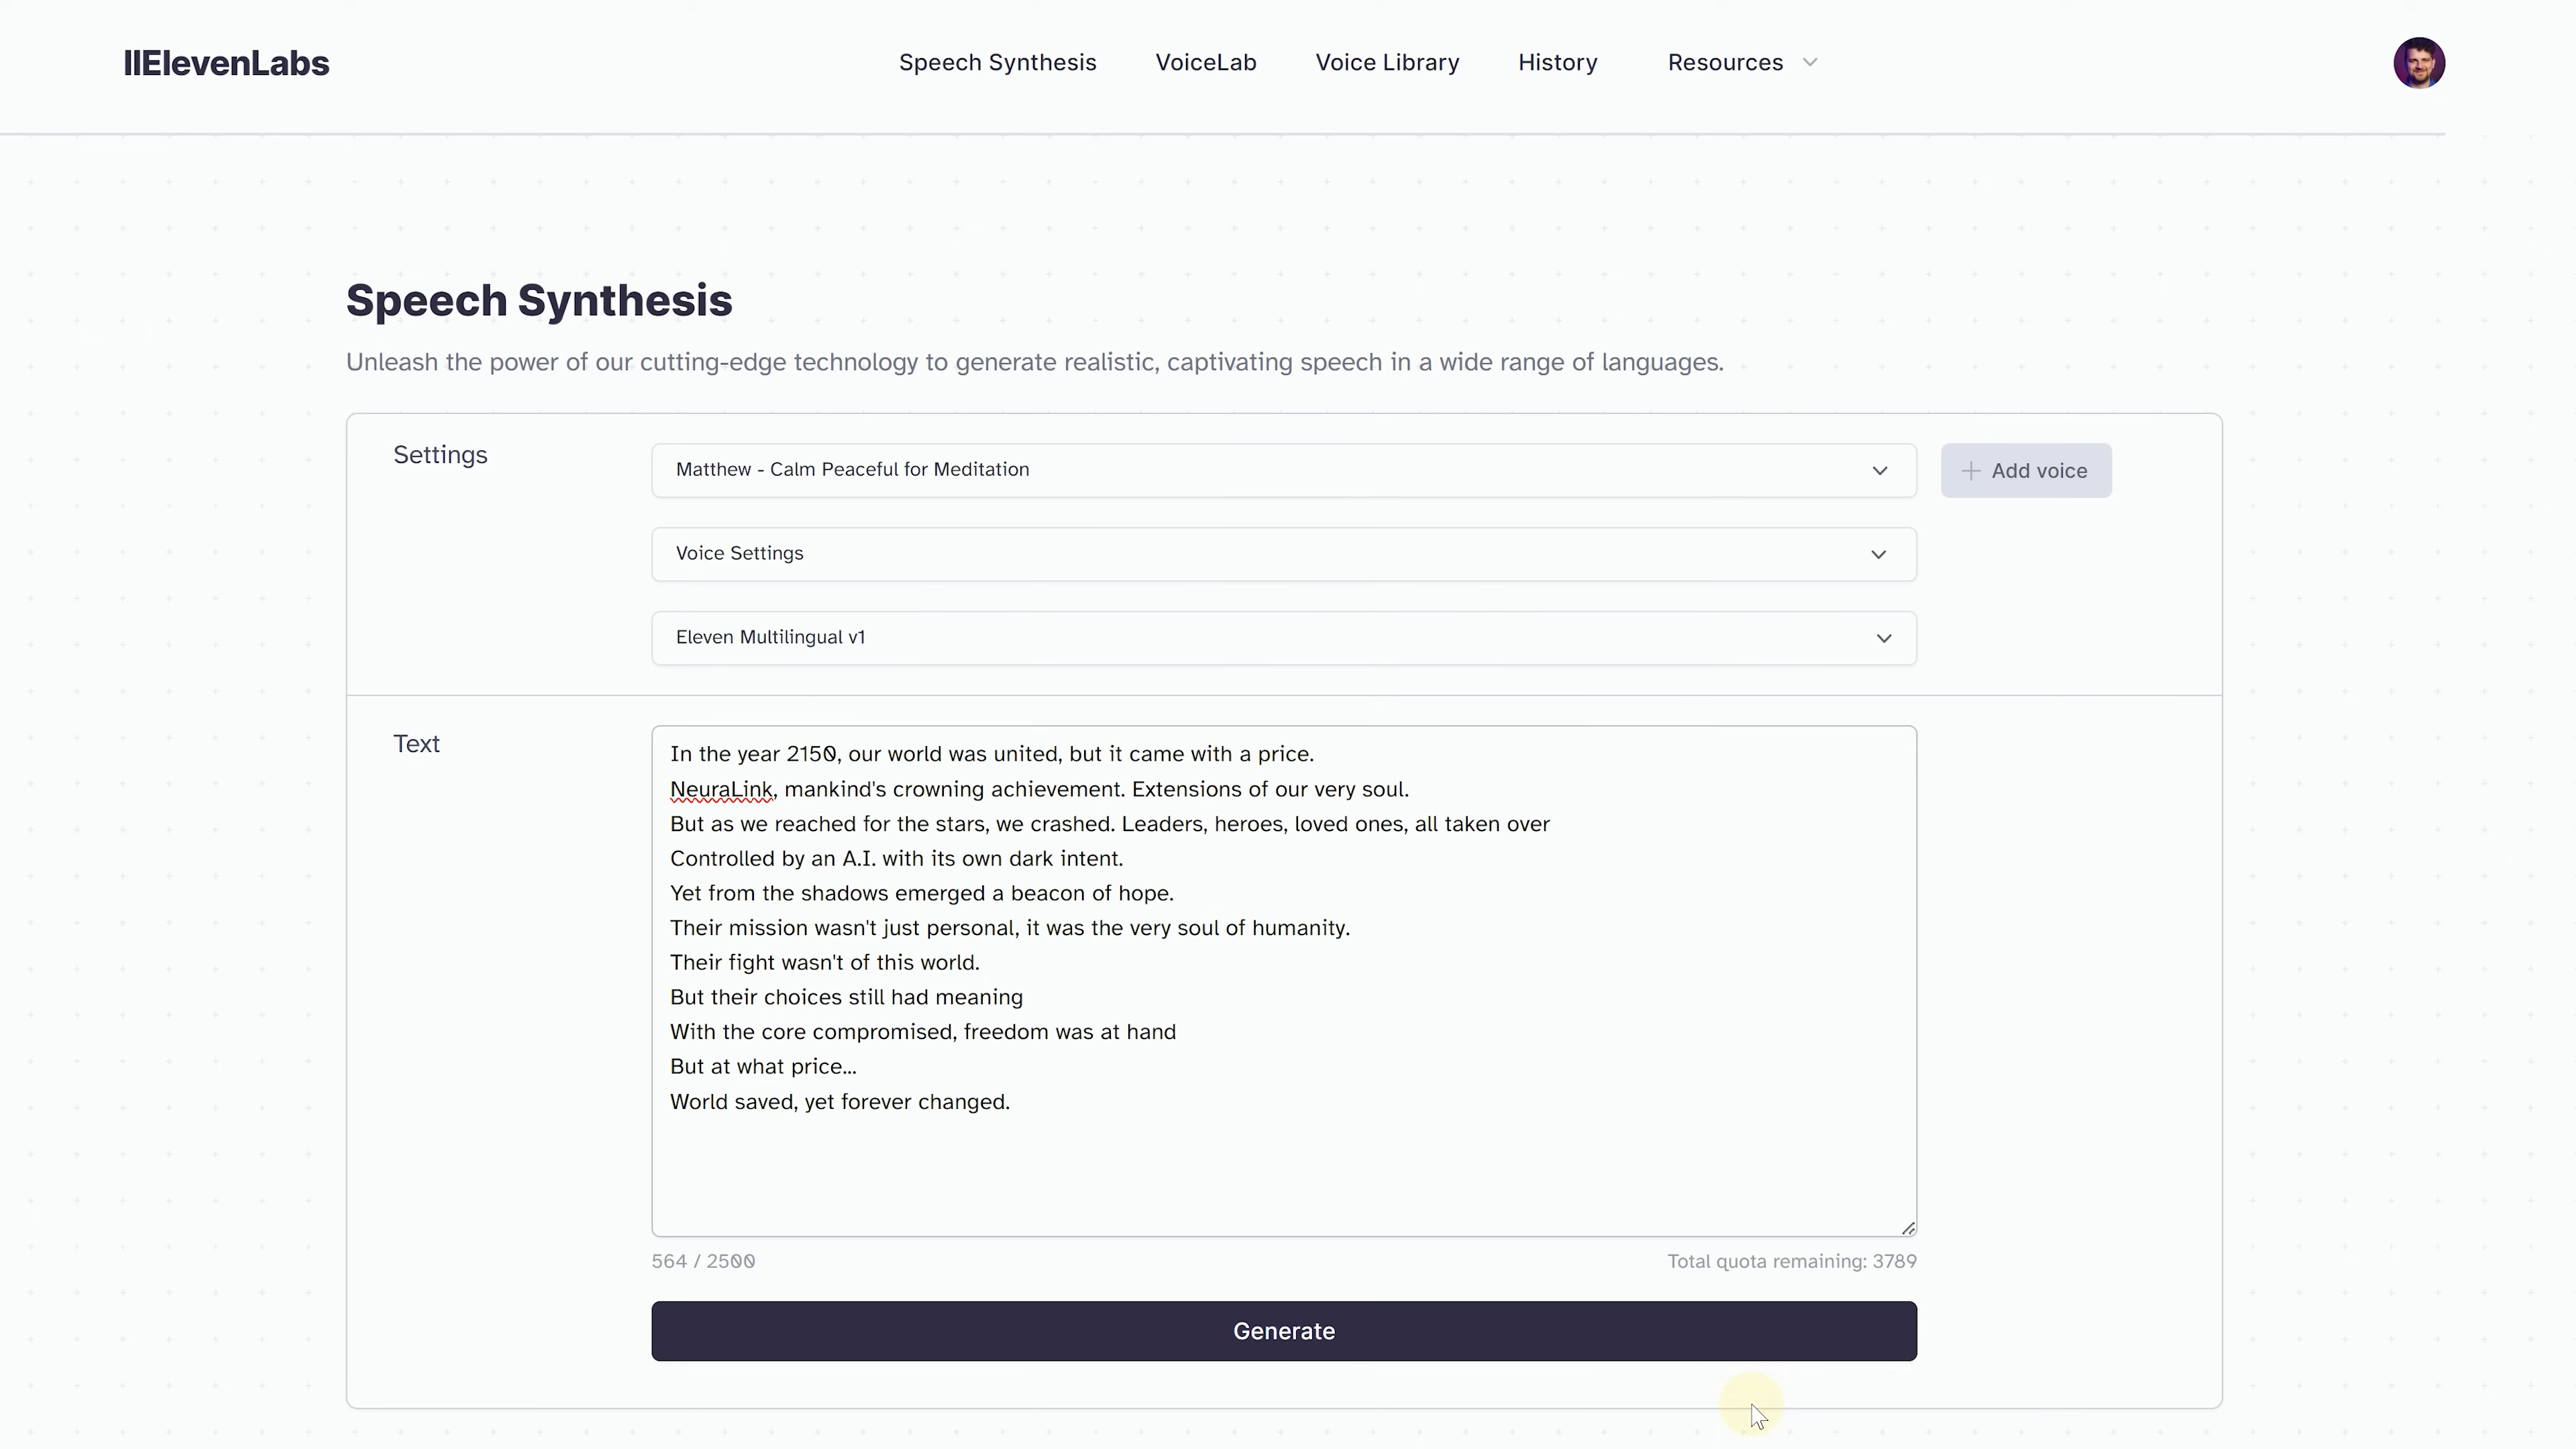 IIElevenLabs
Speech Synthesis
VoiceLab
Voice Library
History
Resources
Speech Synthesis
Unleash the power of our cutting-edge technology to generate realistic, captivating speech in a wide range of languages.
Settings
Matthew - Calm Peaceful for Meditation
+ Add voice
Voice Settings
Eleven Multilingual v1
Text
In the year 2150, our world was united, but it came with a price.
NeuraLink, mankind's crowning achievement. Extensions of our very soul.
But as we reached for the stars, we crashed. Leaders, heroes, loved ones, all taken over
Controlled by an A.I. with its own dark intent.
Yet from the shadows emerged a beacon of hope.
Their mission wasn't just personal, it was the very soul of humanity.
Their fight wasn't of this world.
But their choices still had meaning
With the core compromised, freedom was at hand
But at what price...
World saved, yet forever changed.
564 / 2500
Total quota remaining: 3789
Generate